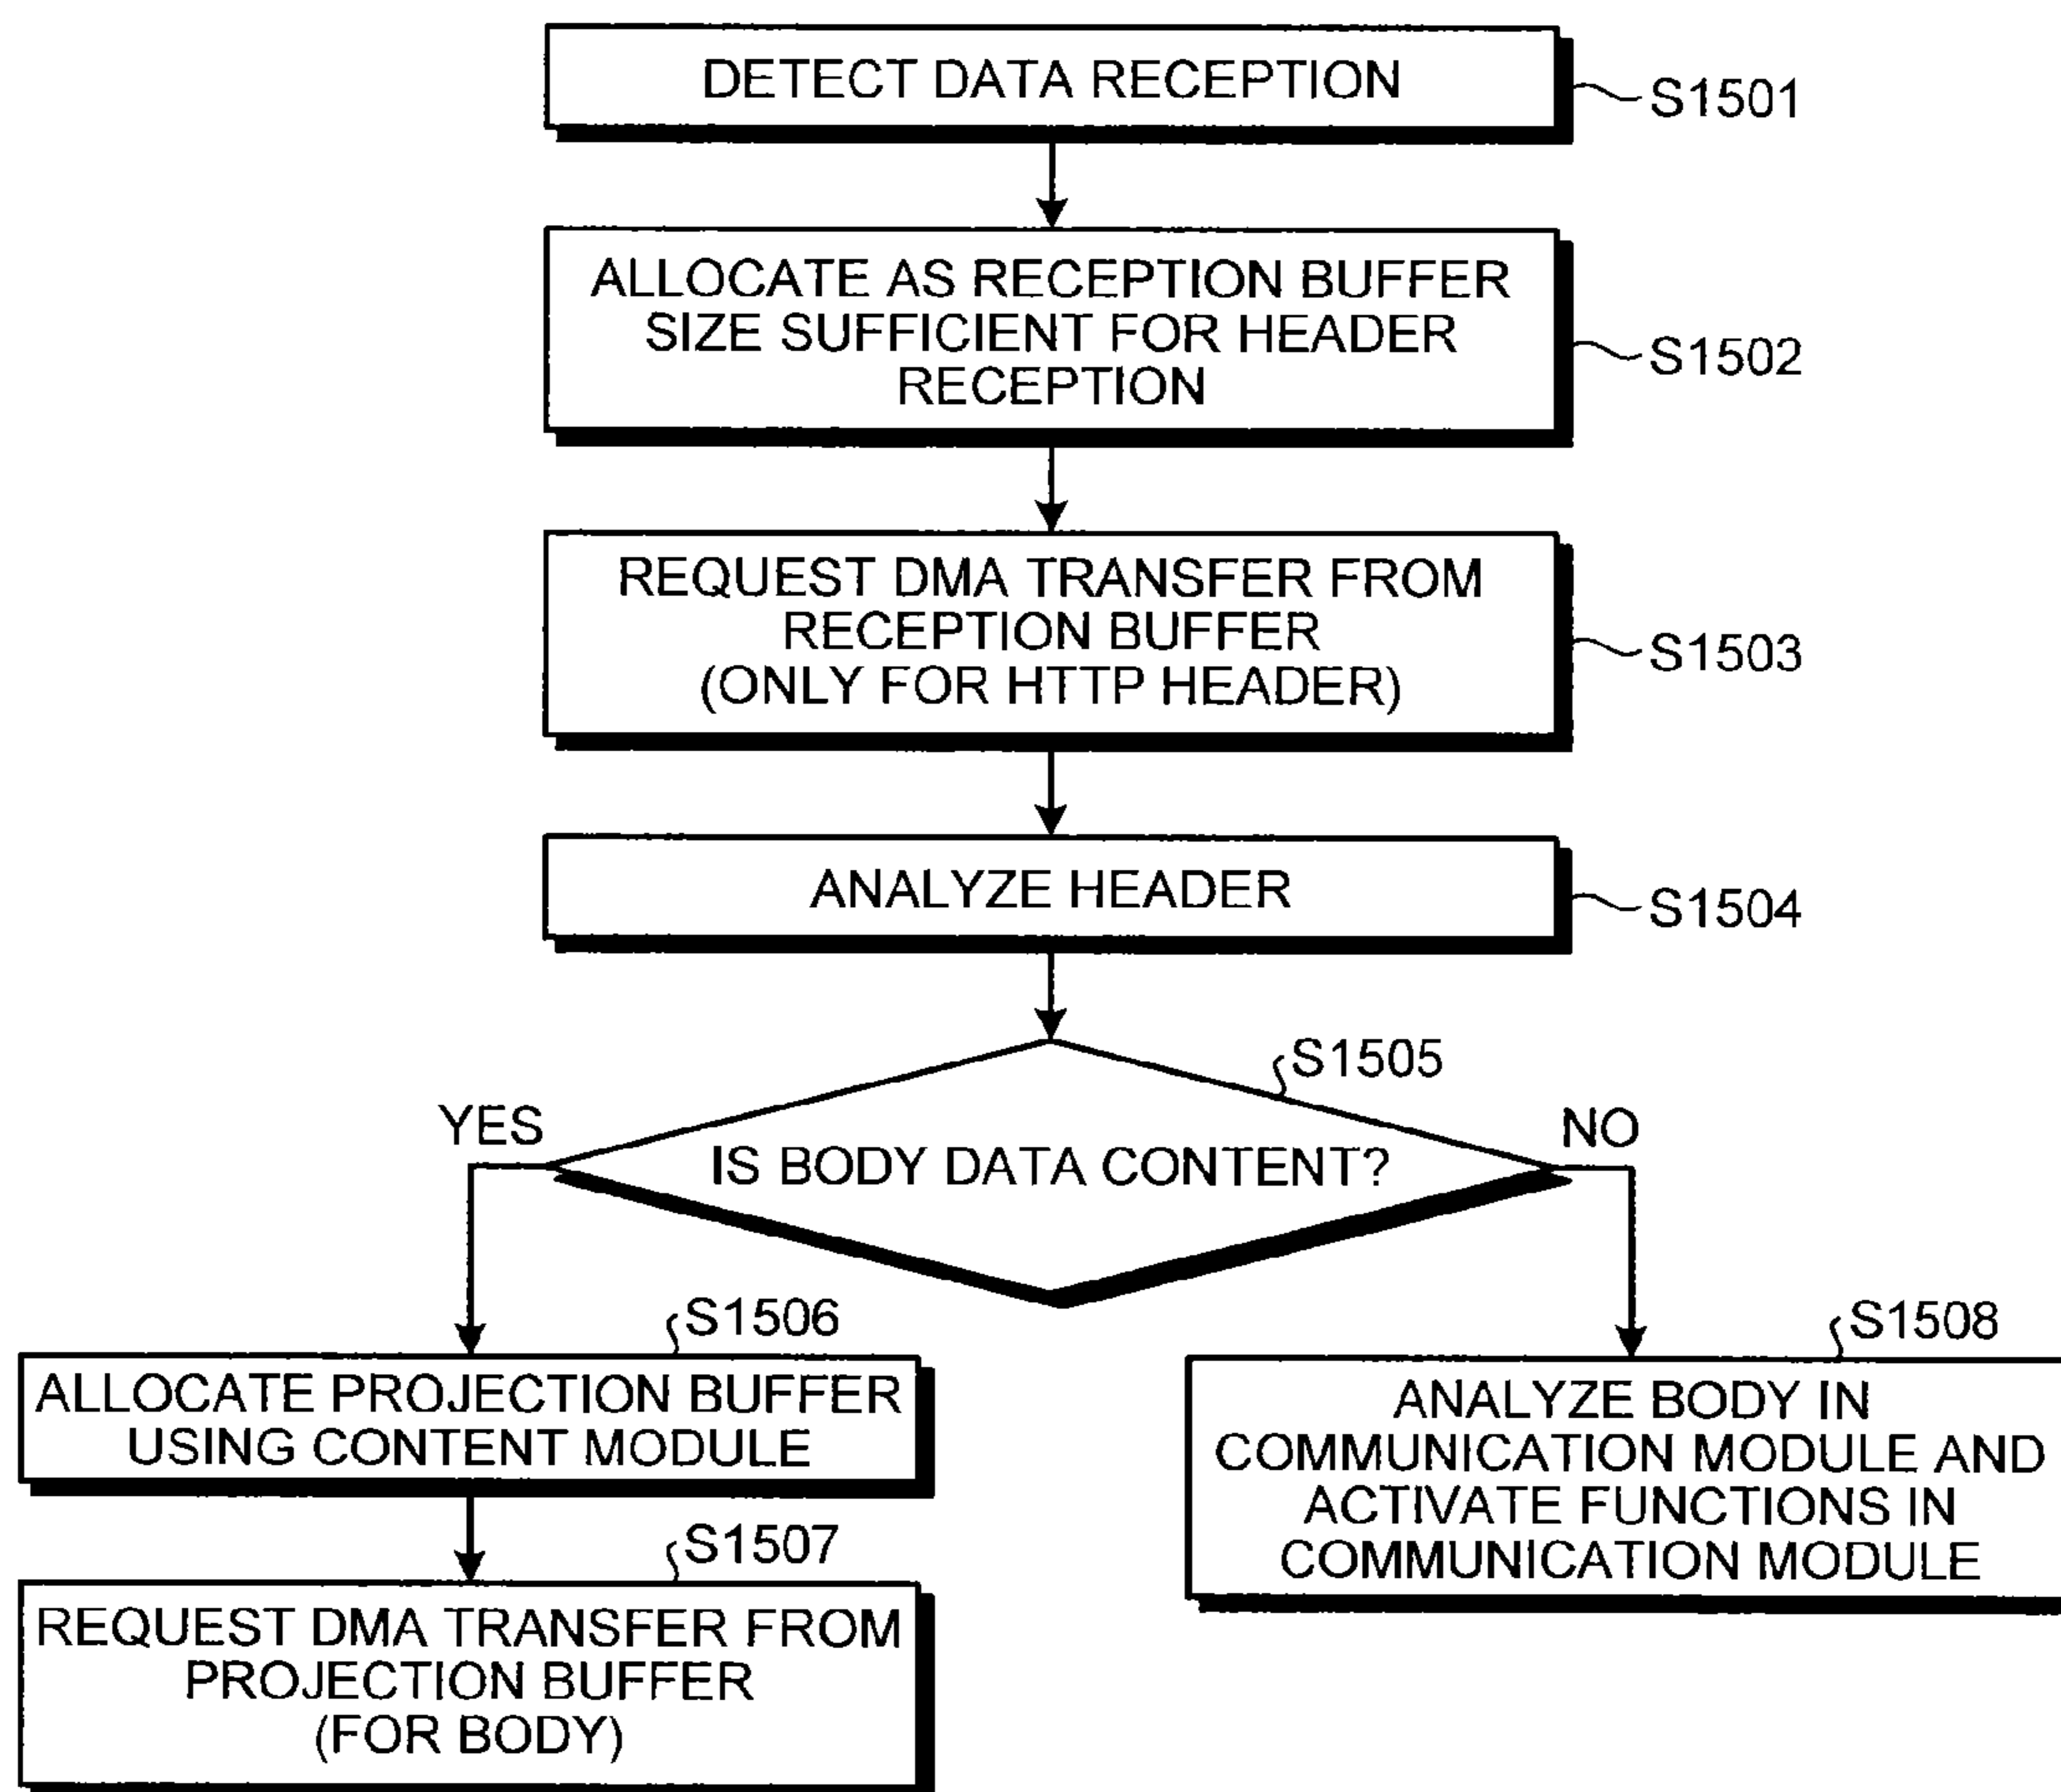 DETECT DATA RECEPTION
S1501
ALLOCATE AS RECEPTION BUFFER
SIZE SUFFICIENT FOR HEADER
RECEPTION
S1502
REQUEST DMA TRANSFER FROM
RECEPTION BUFFER
(ONLY FOR HTTP HEADER)
S1503
ANALYZE HEADER
S1504
S1505
YES
IS BODY DATA CONTENT?
NO
S1506
ALLOCATE PROJECTION BUFFER
USING CONTENT MODULE
S1507
REQUEST DMA TRANSFER FROM
PROJECTION BUFFER
(FOR BODY)
S1508
ANALYZE BODY IN
COMMUNICATION MODULE AND
ACTIVATE FUNCTIONS IN
COMMUNICATION MODULE